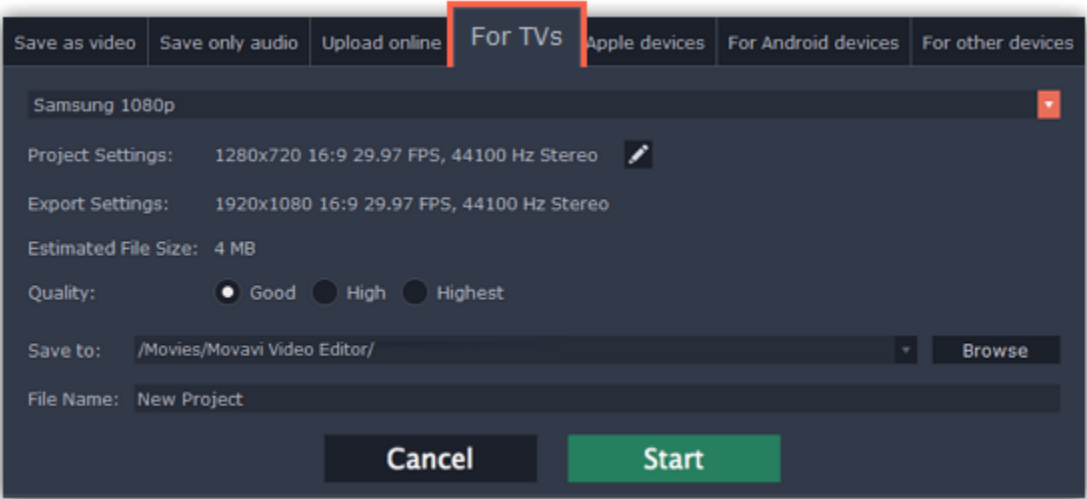 Save as video Save only audio Upload online For TVs Apple devices For Android devices For other devices
Samsung 1080p
Project Settings: 1280x720 16:9 29.97 FPS, 44100 Hz Stereo
Export Settings: 1920x1080 16:9 29.97 FPS, 44100 Hz Stereo
Estimated File Size: 4 MB
Quality: Good High Highest
Save to: /Movies/Movavi Video Editor/ Browse
File Name: New Project
Cancel Start